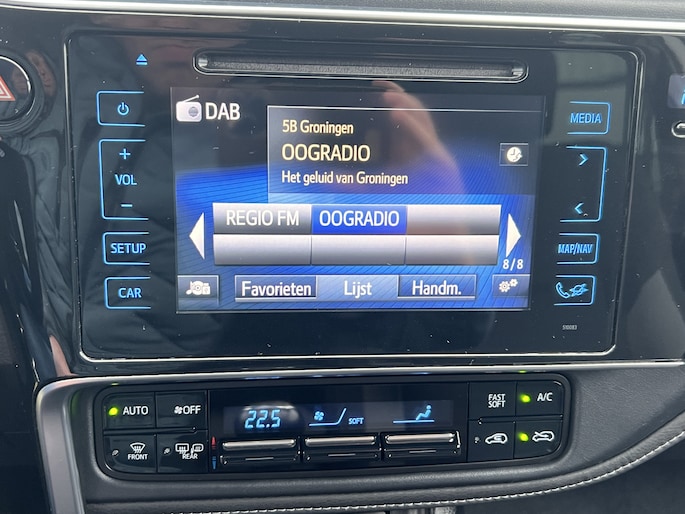 DAB
5B Groningen
OOGRADIO
Het geluid van Groningen
REGIO FM OOGRADIO
8/8
Favorieten Lijst Handm.
+
VOL
−
SETUP
CAR
MEDIA
MAP/NAV
510083
AUTO OFF
FRONT REAR
22.5 SOFT
FAST
SOFT
A/C